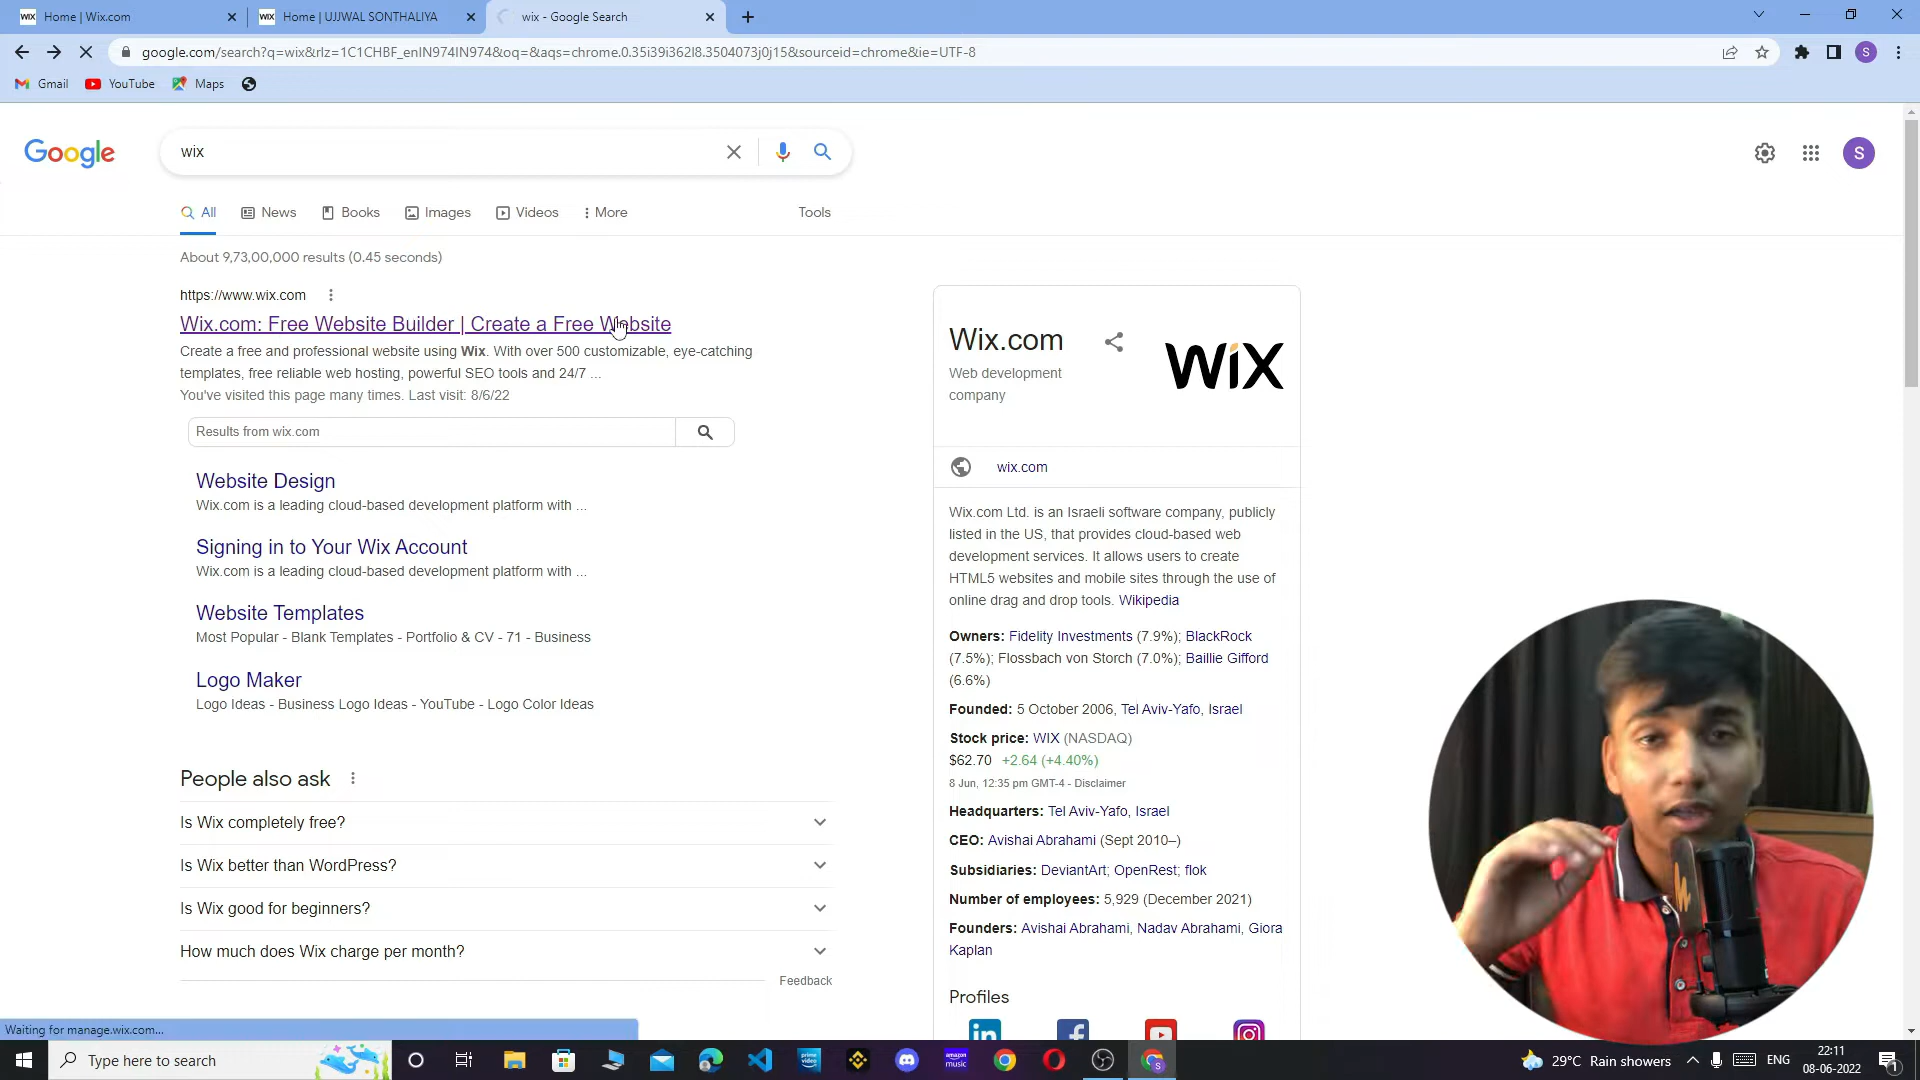 Home | Wix.com
Home | UJJWAL SONTHALIYA
wix - Google Search
google.com/search?q=wix&rlz=1C1CHBF_enIN974IN974&oq=&aqs=chrome.0.35i39i362l8.3504073j0j15&sourceid=chrome&ie=UTF-8
S
Gmail
YouTube
Maps
Google
wix
S
All
News
Books
Images
Videos
More
Tools
About 9,73,00,000 results (0.45 seconds)
https://www.wix.com
Wix.com: Free Website Builder | Create a Free Website
Create a free and professional website using Wix. With over 500 customizable, eye-catching
templates, free reliable web hosting, powerful SEO tools and 24/7 ...
You've visited this page many times. Last visit: 8/6/22
Results from wix.com
Website Design
Wix.com is a leading cloud-based development platform with ...
Signing in to Your Wix Account
Wix.com is a leading cloud-based development platform with ...
Website Templates
Most Popular - Blank Templates - Portfolio & CV - 71 - Business
Logo Maker
Logo Ideas - Business Logo Ideas - YouTube - Logo Color Ideas
People also ask
Is Wix completely free?
Is Wix better than WordPress?
Is Wix good for beginners?
How much does Wix charge per month?
Feedback
Wix.com
Web development
company
WiX
wix.com
Wix.com Ltd. is an Israeli software company, publicly
listed in the US, that provides cloud-based web
development services. It allows users to create
HTML5 websites and mobile sites through the use of
online drag and drop tools. Wikipedia
Owners: Fidelity Investments (7.9%); BlackRock
(7.5%); Flossbach von Storch (7.0%); Baillie Gifford
(6.6%)
Founded: 5 October 2006, Tel Aviv-Yafo, Israel
Stock price: WIX (NASDAQ)
$62.70 +2.64 (+4.40%)
8 Jun, 12:35 pm GMT-4 - Disclaimer
Headquarters: Tel Aviv-Yafo, Israel
CEO: Avishai Abrahami (Sept 2010–)
Subsidiaries: DeviantArt; OpenRest; flok
Number of employees: 5,929 (December 2021)
Founders: Avishai Abrahami, Nadav Abrahami, Giora
Kaplan
Profiles
Waiting for manage.wix.com...
Type here to search
29°C Rain showers
ENG
22:11
08-06-2022